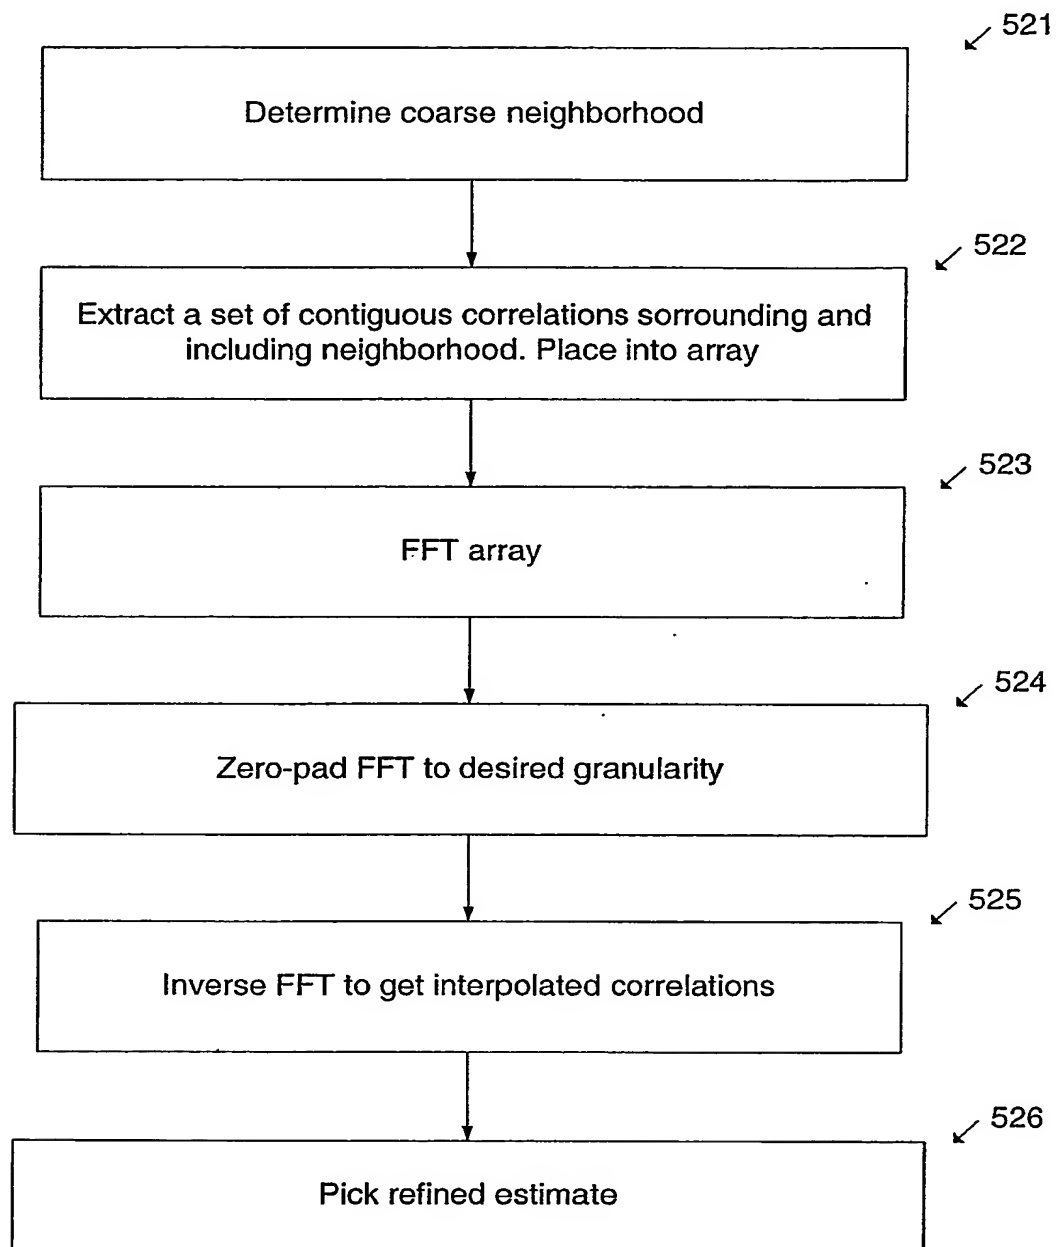 521
Determine coarse neighborhood
522
Extract a set of contiguous correlations sorrounding and
including neighborhood. Place into array
523
FFT array
524
Zero-pad FFT to desired granularity
525
Inverse FFT to get interpolated correlations
526
Pick refined estimate